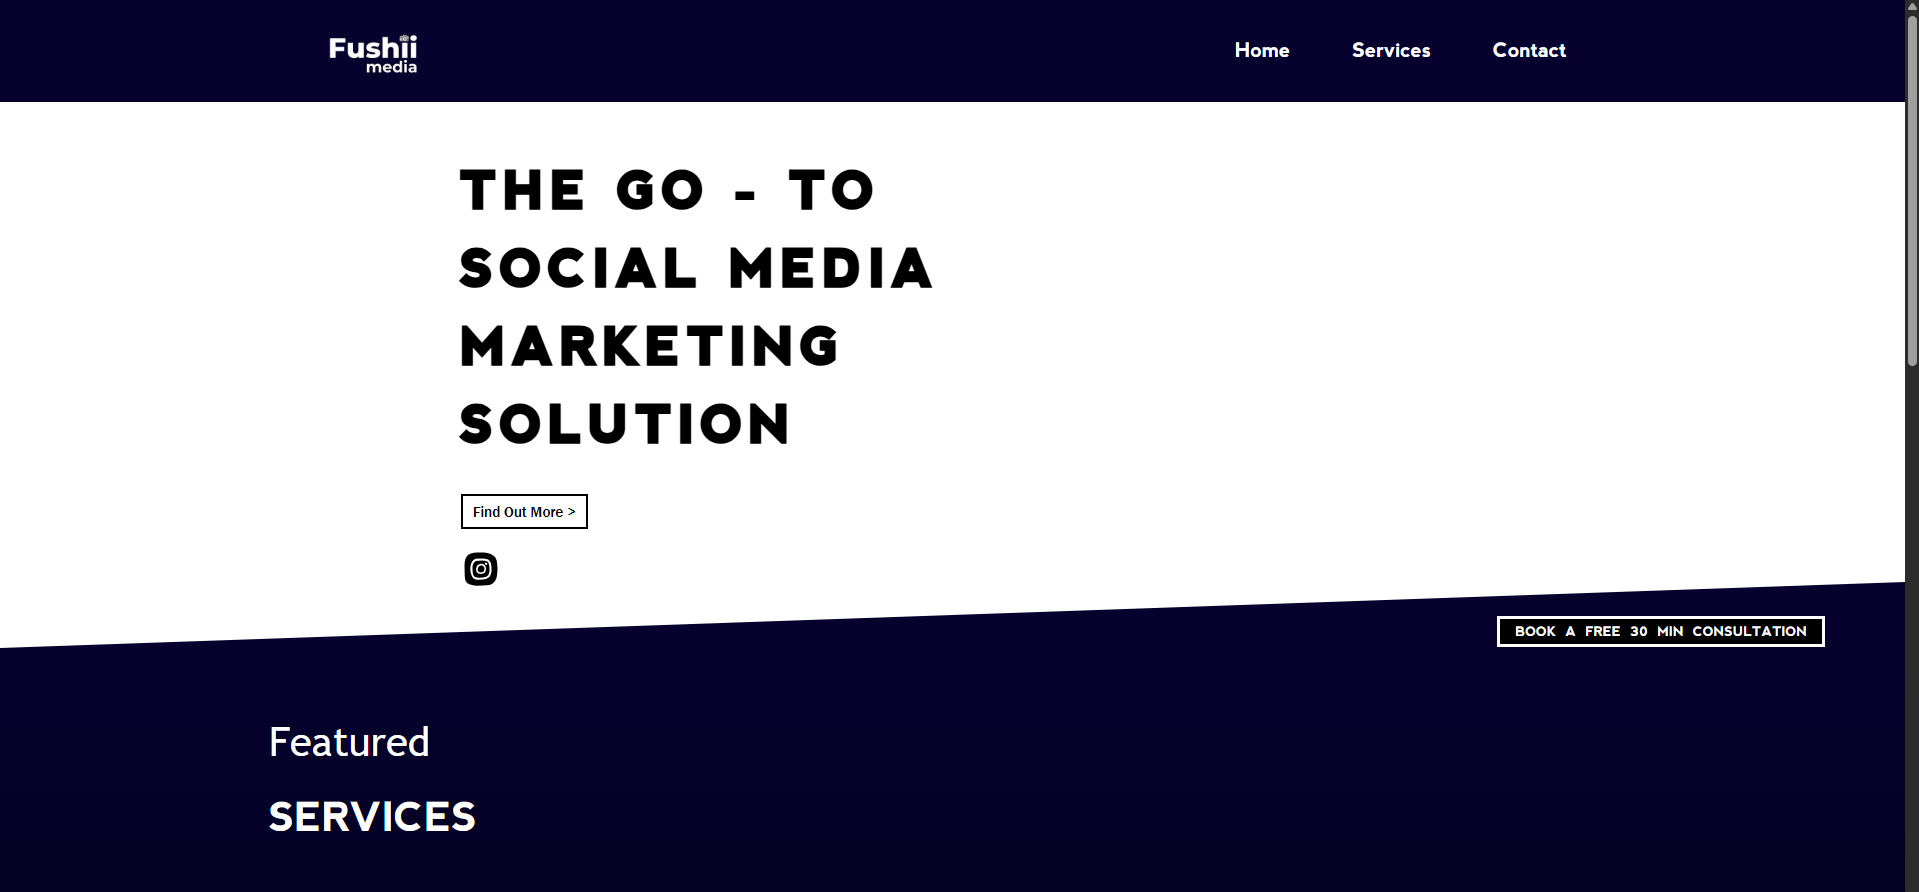 Fushii
media
Home
Services
Contact
THE GO - TO
SOCIAL MEDIA
MARKETING
SOLUTION
Find Out More >
BOOK A FREE 30 MIN CONSULTATION
Featured
SERVICES